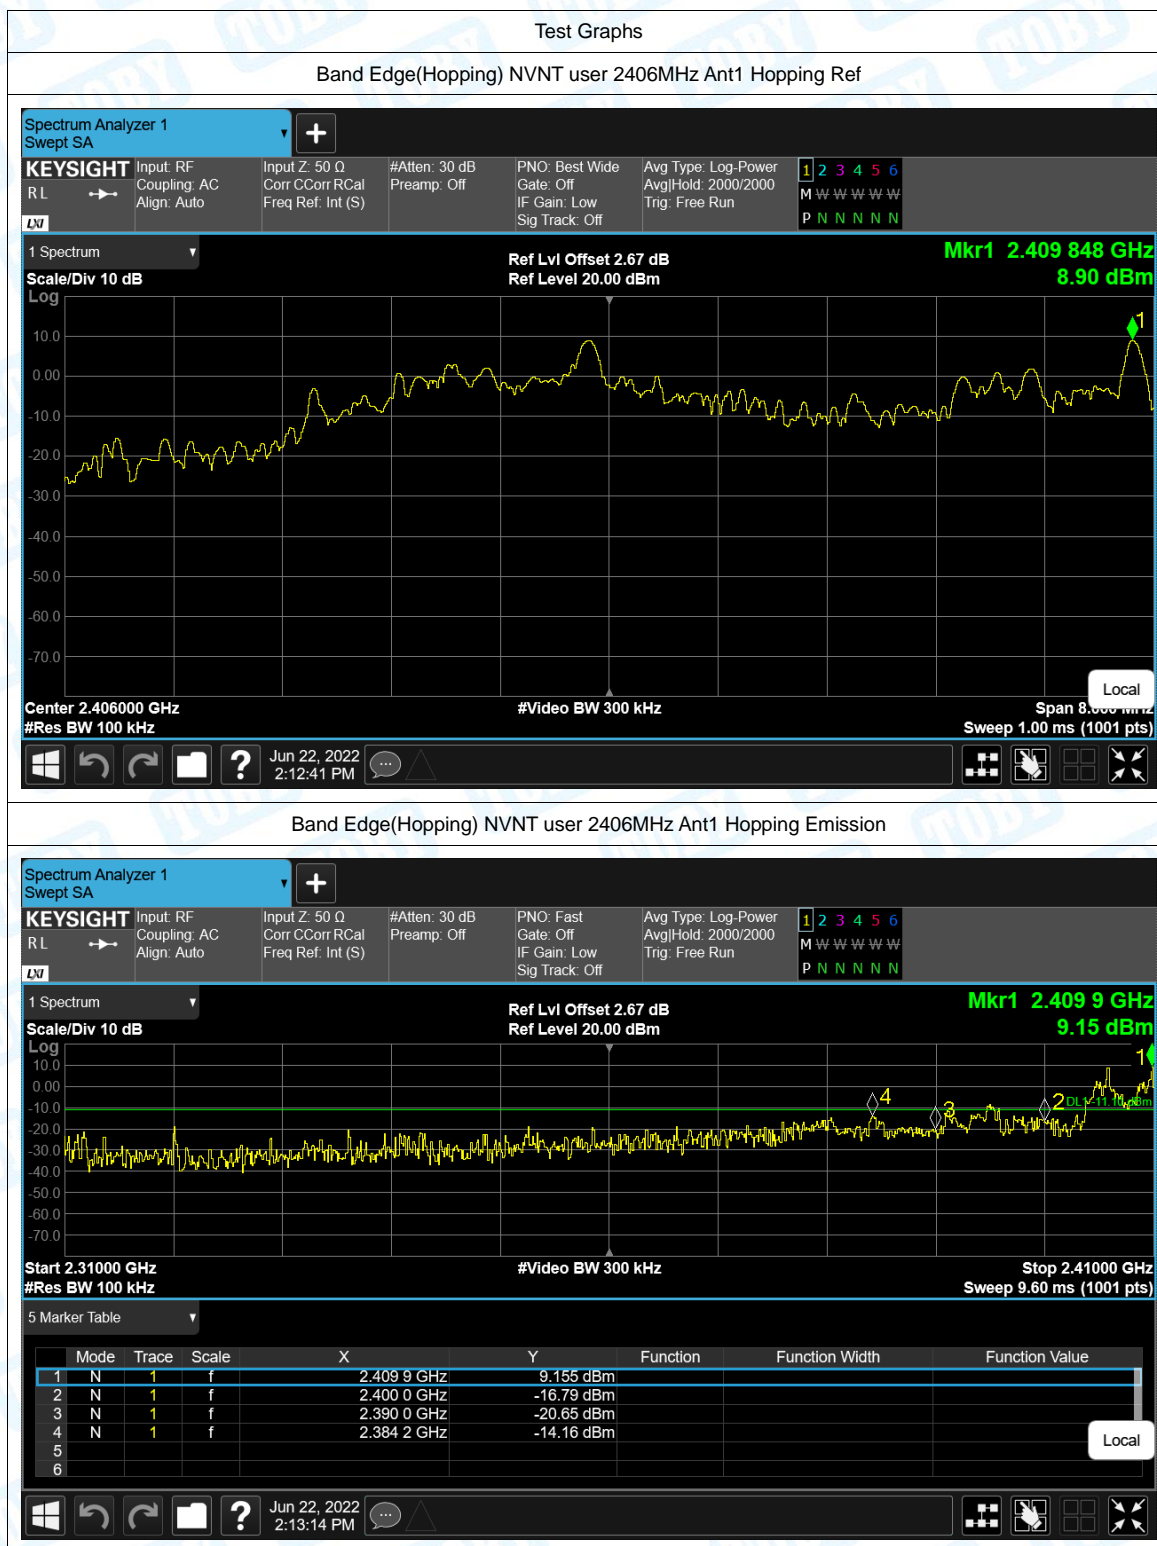 Test Graphs
Band Edge(Hopping) NVNT user 2406MHz Ant1 Hopping Ref
Spectrum Analyzer 1
Swept SA
KEYSIGHT Input: RF Input Z: 50 Ω #Atten: 30 dB PNO: Best Wide Avg Type: Log-Power 1 2 3 4 5 6
R L Coupling: AC Corr CCorr RCal Preamp: Off Gate: Off Avg|Hold: 2000/2000 M W W W W W
Align: Auto Freq Ref: Int (S) IF Gain: Low Trig: Free Run
LXI Sig Track: Off P N N N N N
1 Spectrum Ref Lvl Offset 2.67 dB Mkr1 2.409 848 GHz
Scale/Div 10 dB Ref Level 20.00 dBm 8.90 dBm
Log
1
10.0
0.00
-10.0
-20.0
-30.0
-40.0
-50.0
-60.0
-70.0
Local
Center 2.406000 GHz #Video BW 300 kHz Span 8.000 MHz
#Res BW 100 kHz Sweep 1.00 ms (1001 pts)
Jun 22, 2022
2:12:41 PM
Band Edge(Hopping) NVNT user 2406MHz Ant1 Hopping Emission
Spectrum Analyzer 1
Swept SA
KEYSIGHT Input: RF Input Z: 50 Ω #Atten: 30 dB PNO: Fast Avg Type: Log-Power 1 2 3 4 5 6
R L Coupling: AC Corr CCorr RCal Preamp: Off Gate: Off Avg|Hold: 2000/2000 M W W W W W
Align: Auto Freq Ref: Int (S) IF Gain: Low Trig: Free Run
LXI Sig Track: Off P N N N N N
1 Spectrum Ref Lvl Offset 2.67 dB Mkr1 2.409 9 GHz
Scale/Div 10 dB Ref Level 20.00 dBm 9.15 dBm
Log
10.0 1
0.00
4 2 DL1 -11.10 dBm
-10.0 3
-20.0
-30.0
-40.0
-50.0
-60.0
-70.0
Start 2.31000 GHz #Video BW 300 kHz Stop 2.41000 GHz
#Res BW 100 kHz Sweep 9.60 ms (1001 pts)
5 Marker Table
Mode Trace Scale X Y Function Function Width Function Value
1 N 1 f 2.409 9 GHz 9.155 dBm
2 N 1 f 2.400 0 GHz -16.79 dBm
3 N 1 f 2.390 0 GHz -20.65 dBm
4 N 1 f 2.384 2 GHz -14.16 dBm
5
6
Local
Jun 22, 2022
2:13:14 PM
TOBY